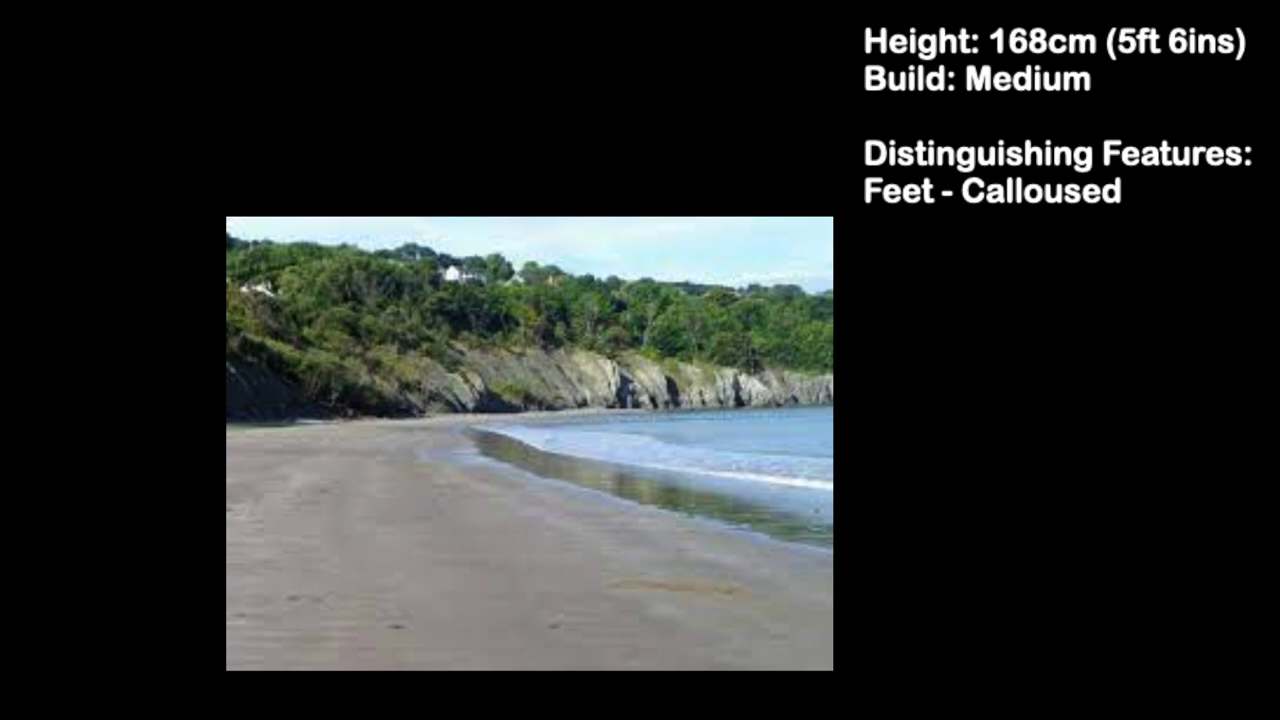 Height: 168cm (5ft 6ins)
Build: Medium
Distinguishing Features:
Feet - Calloused